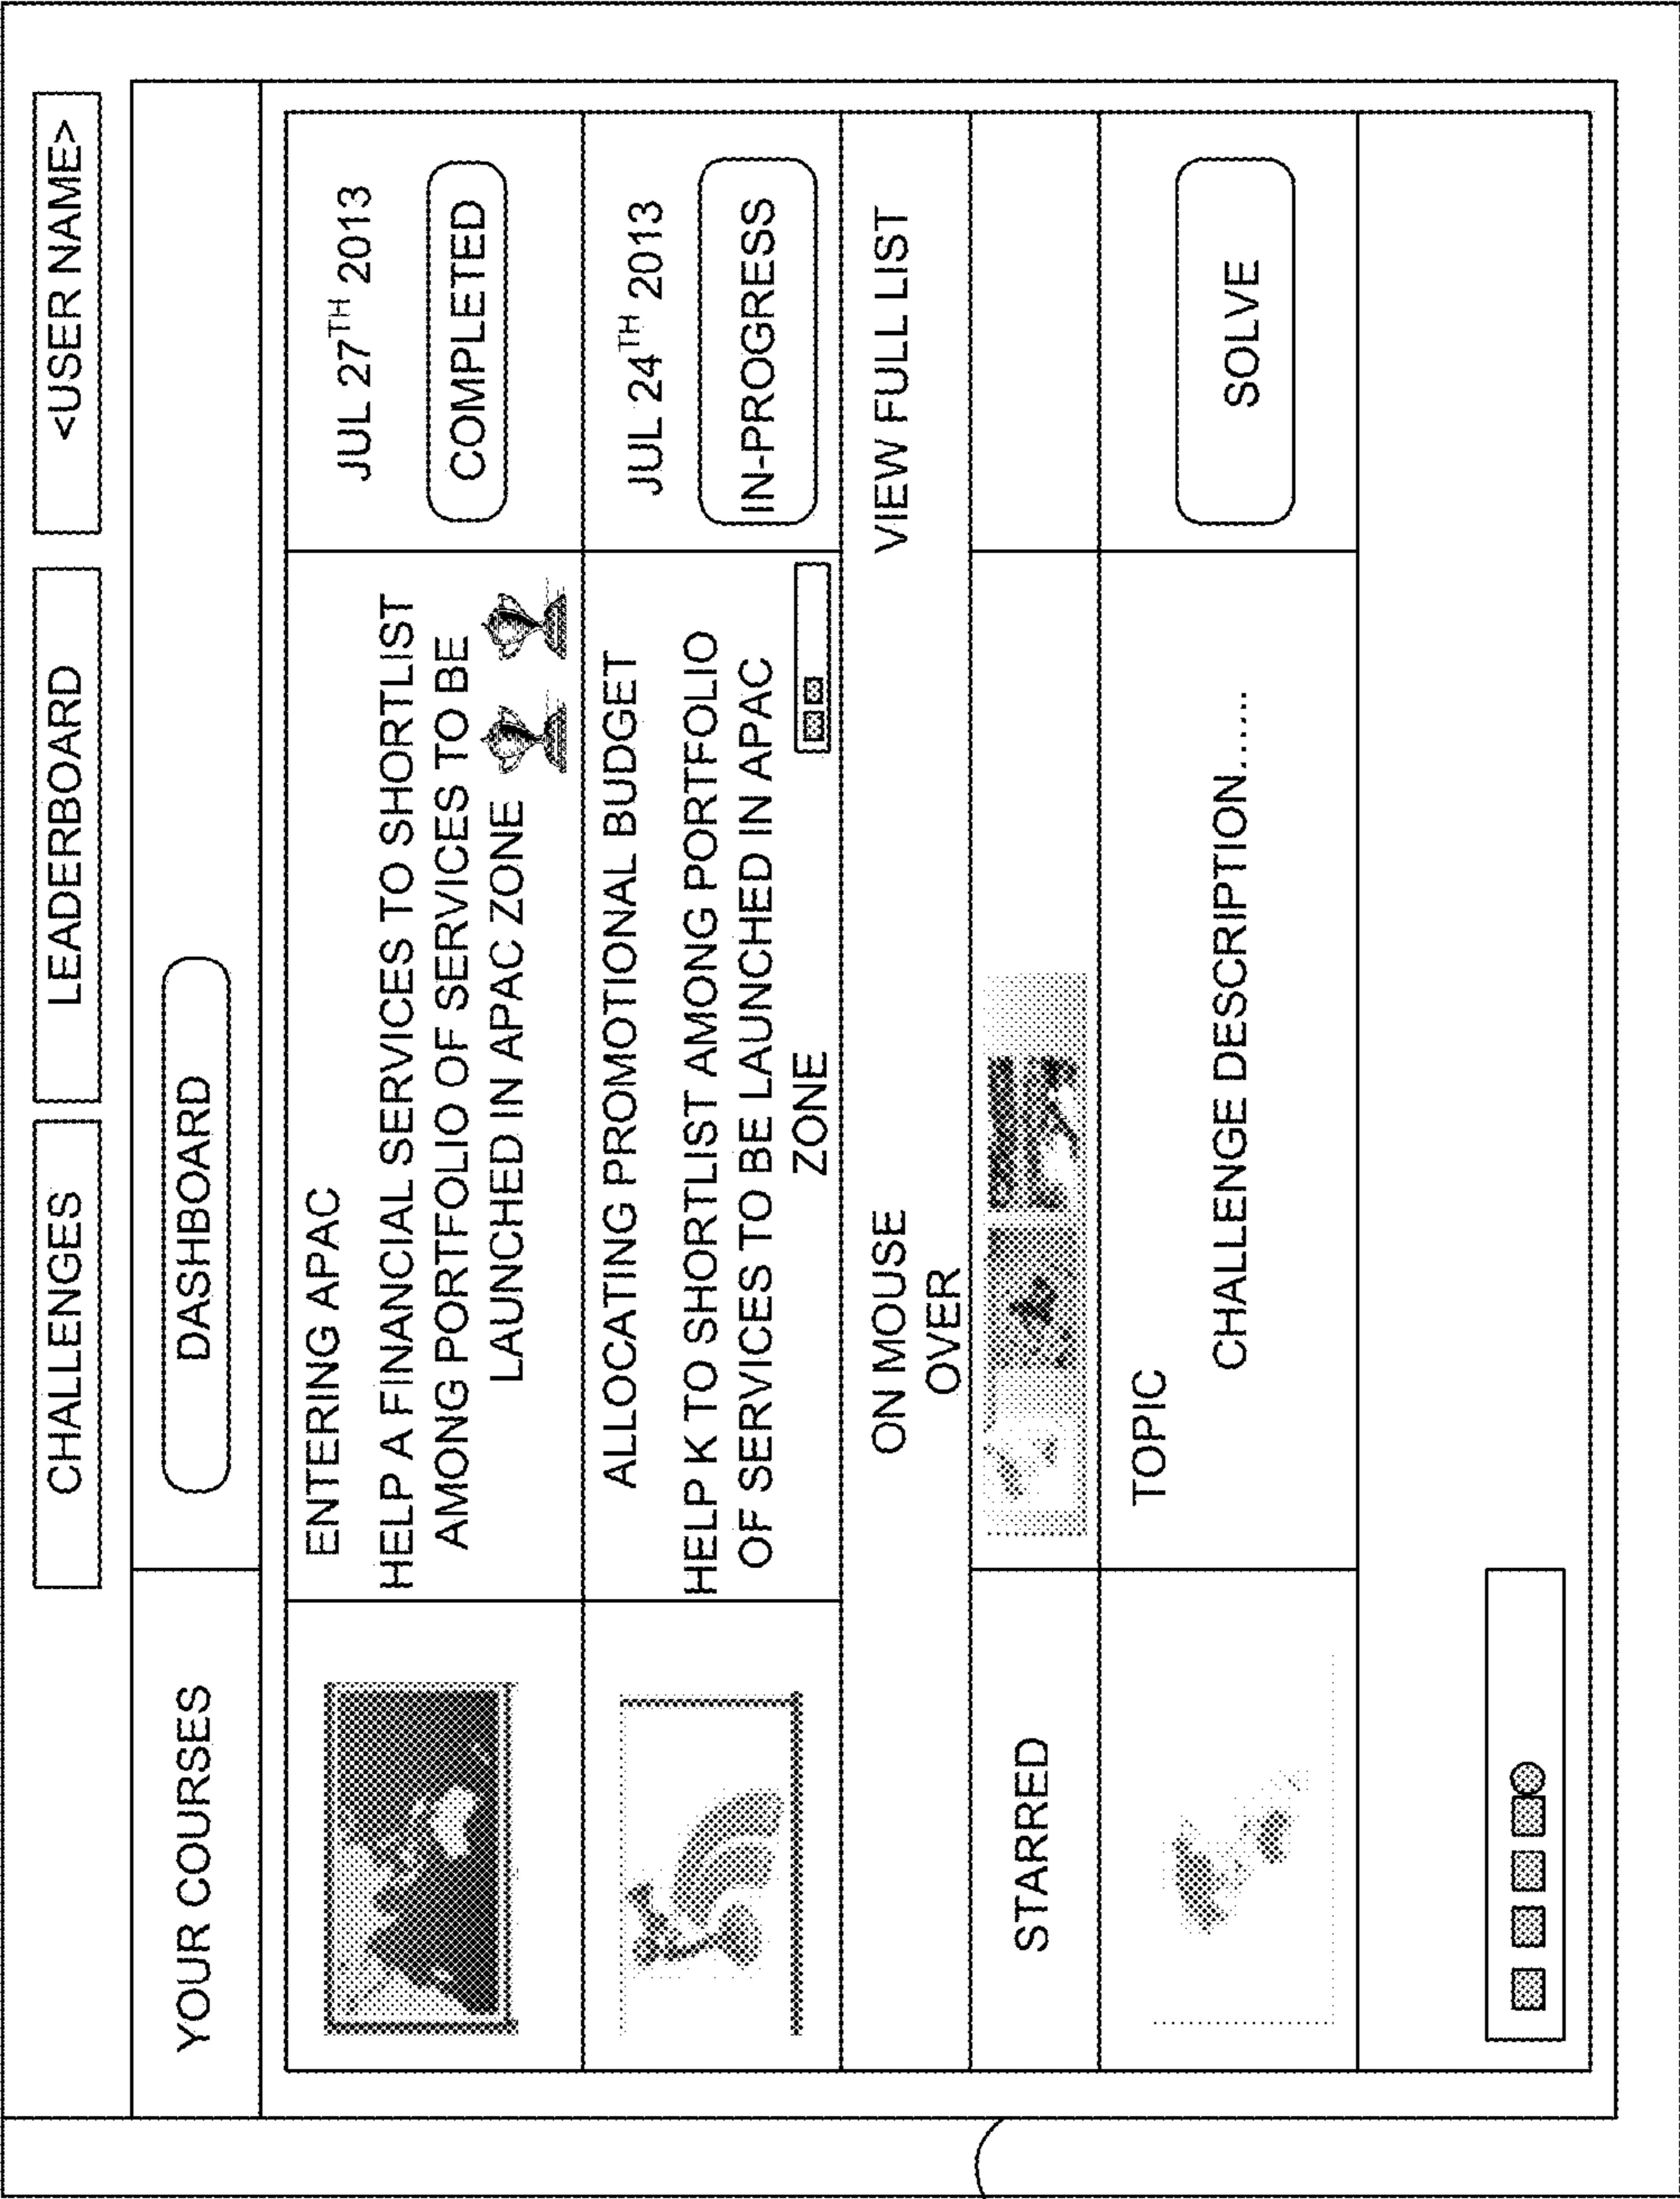 CHALLENGES
LEADERBOARD
<USER NAME>
YOUR COURSES
DASHBOARD
ENTERING APAC
HELP A FINANCIAL SERVICES TO SHORTLIST
AMONG PORTFOLIO OF SERVICES TO BE
LAUNCHED IN APAC ZONE
JUL 27TH 2013
COMPLETED
ALLOCATING PROMOTIONAL BUDGET
HELP K TO SHORTLIST AMONG PORTFOLIO
OF SERVICES TO BE LAUNCHED IN APAC
ZONE
JUL 24TH 2013
IN-PROGRESS
ON MOUSE
OVER
VIEW FULL LIST
STARRED
TOPIC
CHALLENGE DESCRIPTION......
SOLVE